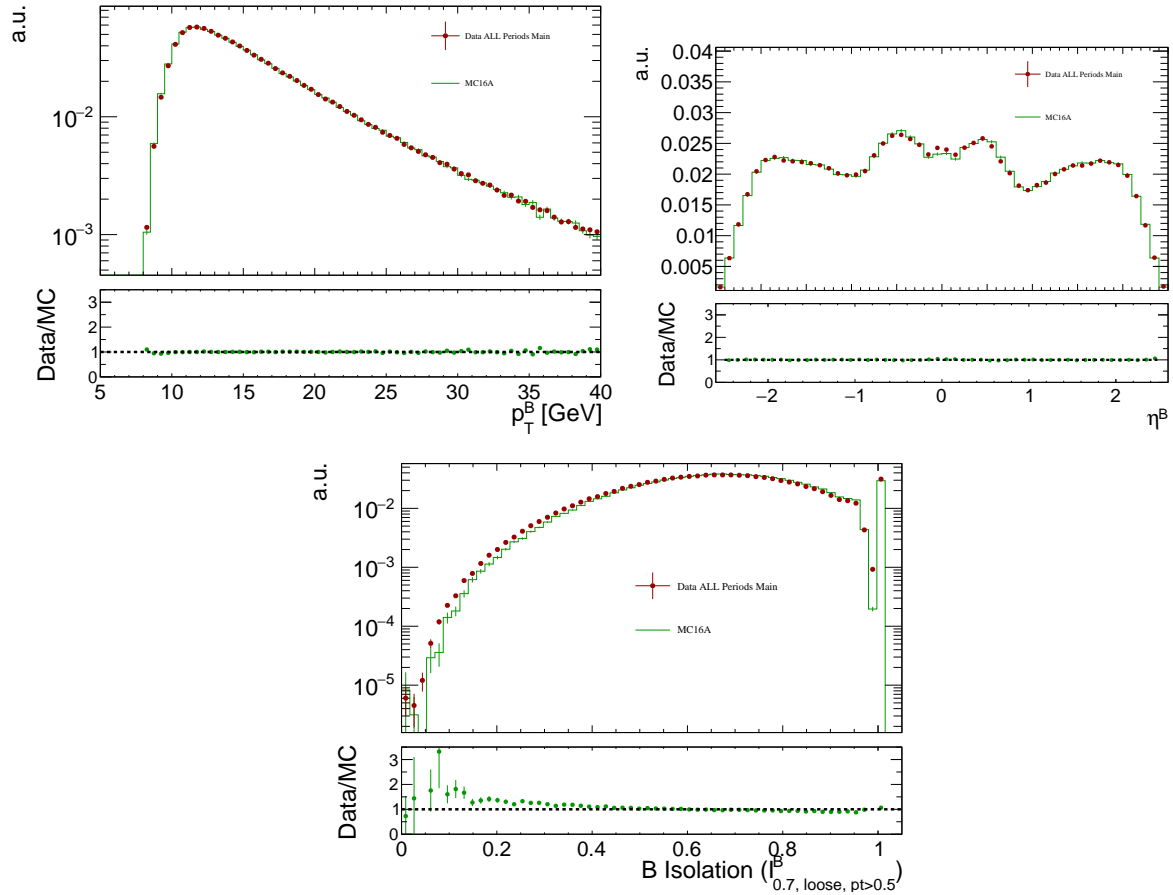 a.u.
10⁻²
10⁻³
Data ALL Periods Main
MC16A
Data/MC
3
2
1
0
5 10 15 20 25 30 35 40
p_T^B [GeV]
a.u.
0.04
0.035
0.03
0.025
0.02
0.015
0.01
0.005
Data ALL Periods Main
MC16A
Data/MC
3
2
1
0
−2 −1 0 1 2
η^B
a.u.
10⁻²
10⁻³
10⁻⁴
10⁻⁵
Data ALL Periods Main
MC16A
Data/MC
3
2
1
0
0 0.2 0.4 0.6 0.8 1
B Isolation (I^B_0.7, loose, pt>0.5)